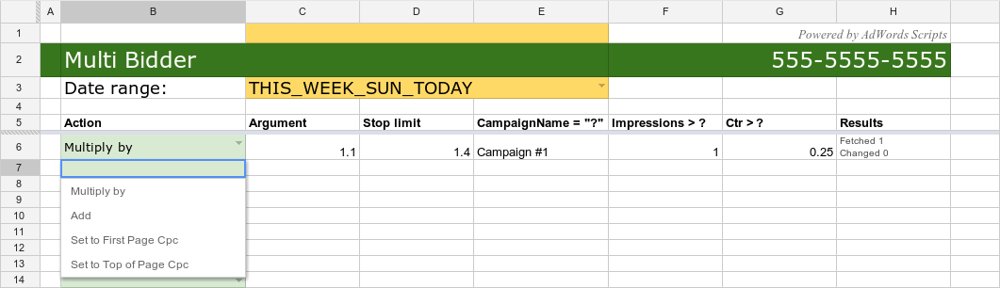 A B C D E F G H
1 Powered by AdWords Scripts
2 Multi Bidder 555-5555-5555
3 Date range: THIS_WEEK_SUN_TODAY
4
5 Action Argument Stop limit CampaignName = "?" Impressions > ? Ctr > ? Results
6 Multiply by 1.1 1.4 Campaign #1 1 0.25 Fetched 1
Changed 0
7
8 Multiply by
9
10 Add
11 Set to First Page Cpc
12
13 Set to Top of Page Cpc
14